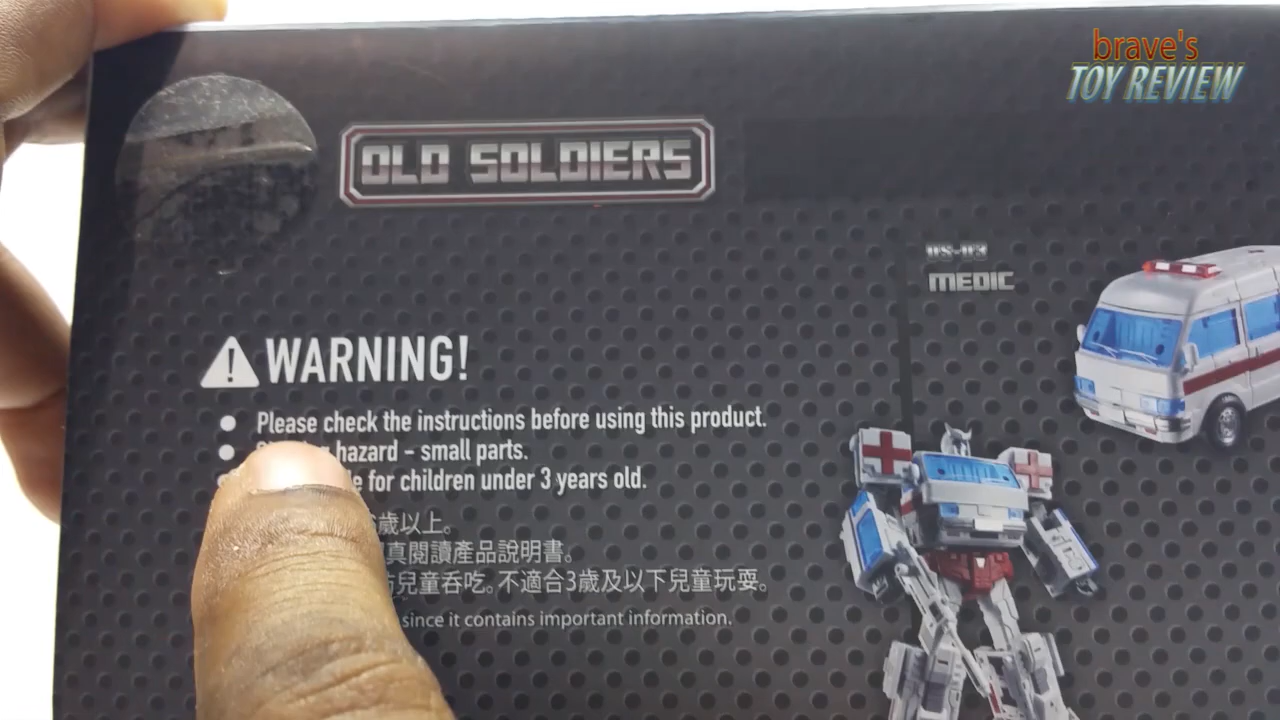 brave's
TOY REVIEW
OLD SOLDIERS
OS-03
MEDIC
WARNING!
Please check the instructions before using this product.
hazard - small parts.
for children under 3 years old.
歲以上。
真閱讀產品說明書。
兒童吞吃。不適合3歲及以下兒童玩耍。
since it contains important information.